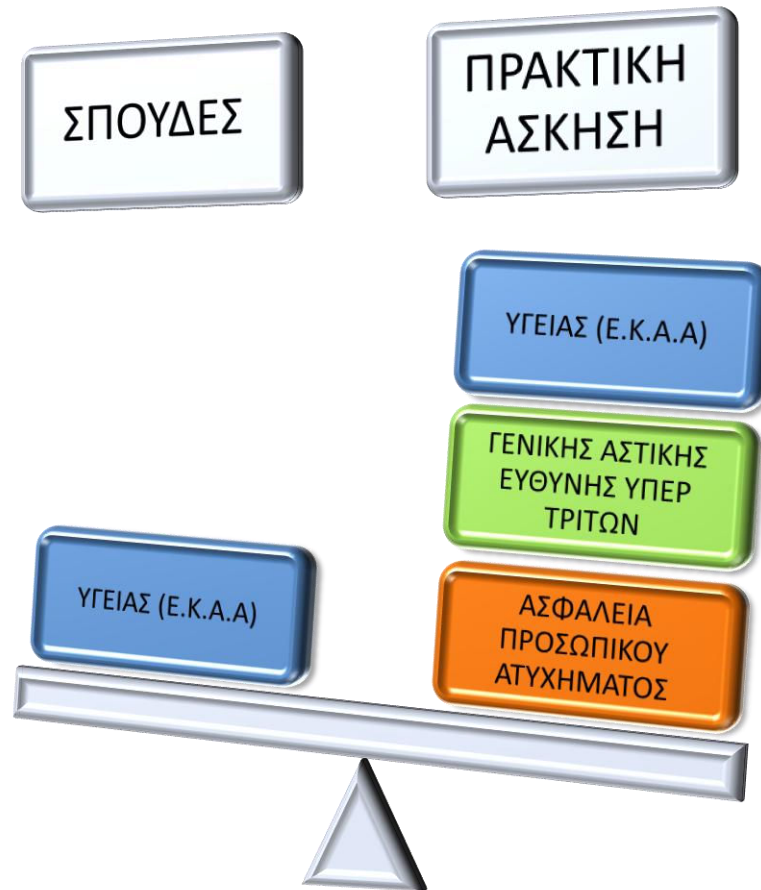 ΣΠΟΥΔΕΣ
ΠΡΑΚΤΙΚΗ
ΑΣΚΗΣΗ
ΥΓΕΙΑΣ (Ε.Κ.Α.Α)
ΓΕΝΙΚΗΣ ΑΣΤΙΚΗΣ
ΕΥΘΥΝΗΣ ΥΠΕΡ
ΤΡΙΤΩΝ
ΥΓΕΙΑΣ (Ε.Κ.Α.Α)
ΑΣΦΑΛΕΙΑ
ΠΡΟΣΩΠΙΚΟΥ
ΑΤΥΧΗΜΑΤΟΣ